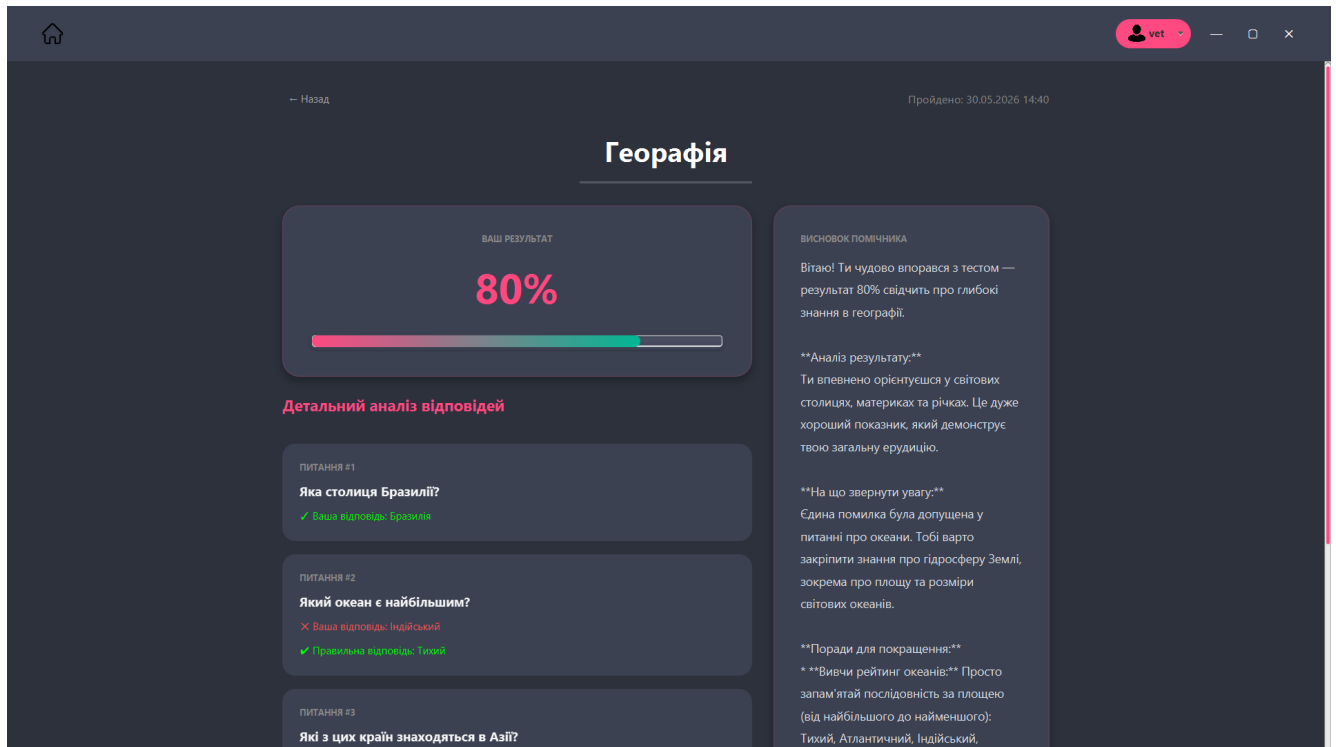 vet
← Назад
Пройдено: 30.05.2026 14:40
Георафія
ВАШ РЕЗУЛЬТАТ
80%
Детальний аналіз відповідей
ПИТАННЯ #1
Яка столиця Бразилії?
✓ Ваша відповідь: Бразилія
ПИТАННЯ #2
Який океан є найбільшим?
✕ Ваша відповідь: Індійський
✔ Правильна відповідь: Тихий
ПИТАННЯ #3
Які з цих країн знаходяться в Азії?
ВИСНОВОК ПОМІЧНИКА
Вітаю! Ти чудово впорався з тестом —
результат 80% свідчить про глибокі
знання в географії.
**Аналіз результату:**
Ти впевнено орієнтуєшся у світових
столицях, материках та річках. Це дуже
хороший показник, який демонструє
твою загальну ерудицію.
**На що звернути увагу:**
Єдина помилка була допущена у
питанні про океани. Тобі варто
закріпити знання про гідросферу Землі,
зокрема про площу та розміри
світових океанів.
**Поради для покращення:**
* **Вивчи рейтинг океанів:** Просто
запам'ятай послідовність за площею
(від найбільшого до найменшого):
Тихий, Атлантичний, Індійський,